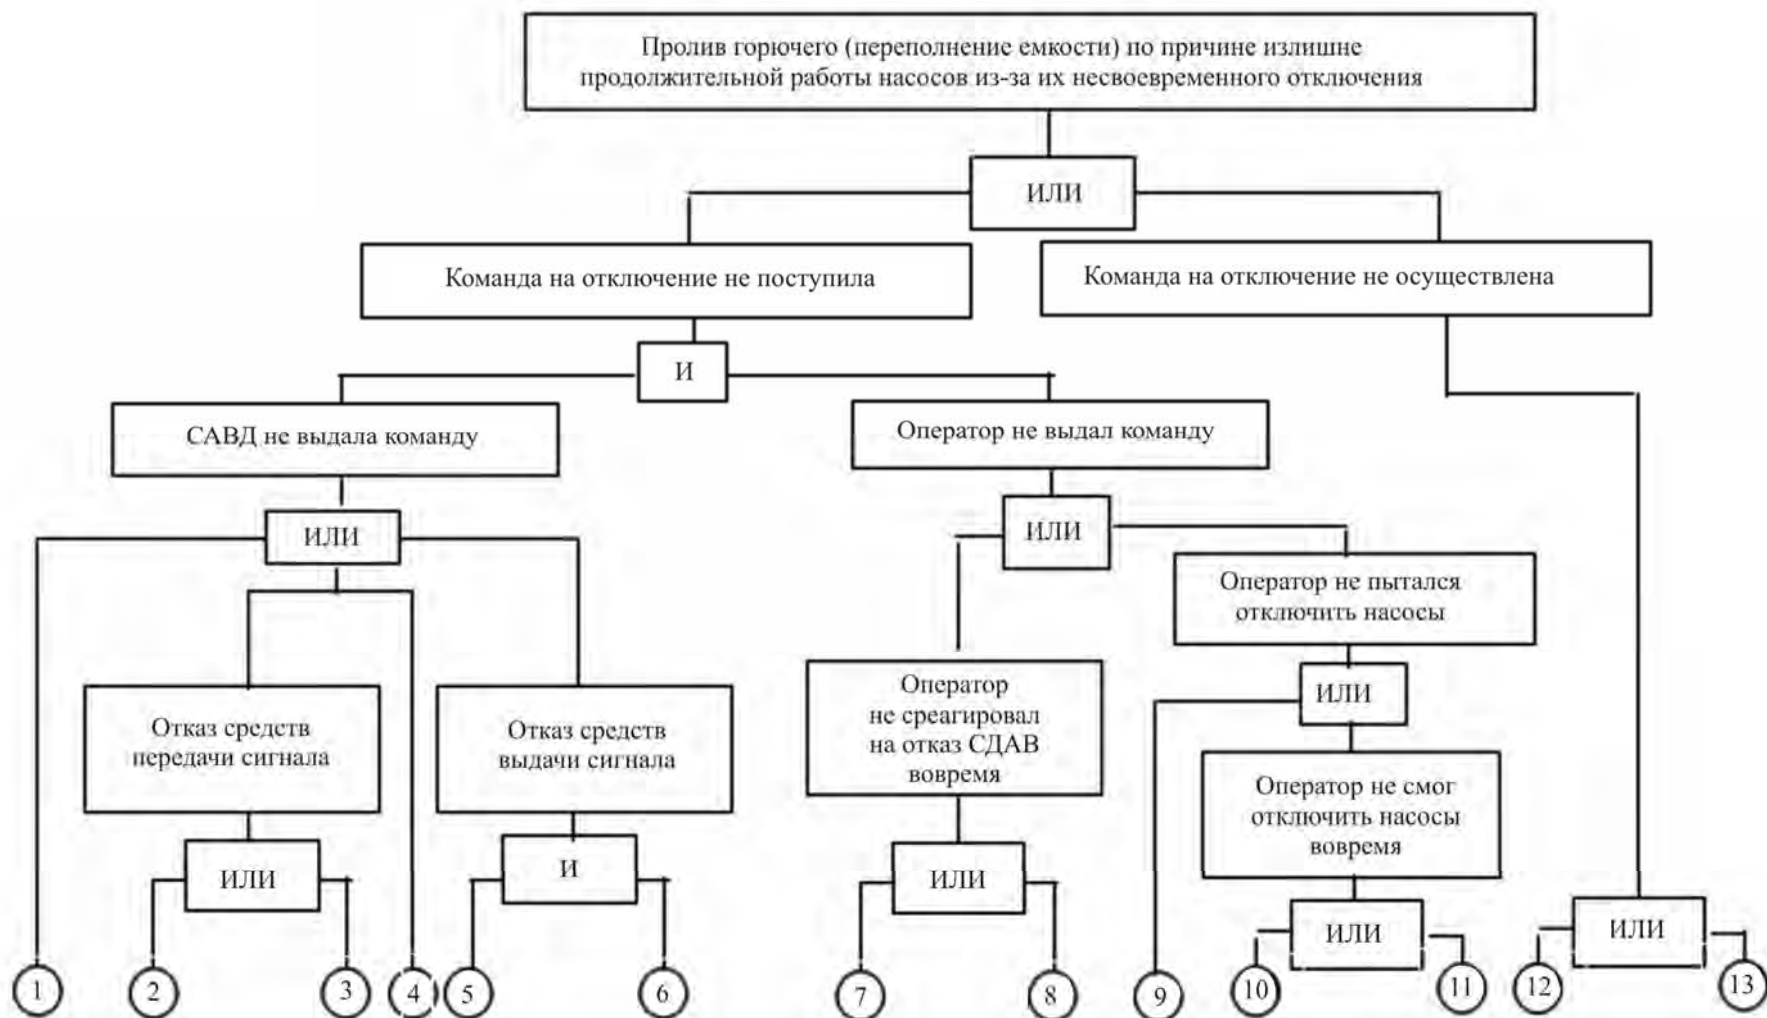 Пролив горючего (переполнение емкости) по причине излишне
продолжительной работы насосов из-за их несвоевременного отключения
ИЛИ
Команда на отключение не поступила
Команда на отключение не осуществлена
И
САВД не выдала команду
Оператор не выдал команду
ИЛИ
ИЛИ
Оператор не пытался
отключить насосы
Отказ средств
передачи сигнала
Отказ средств
выдачи сигнала
Оператор
не среагировал
на отказ СДАВ
вовремя
ИЛИ
Оператор не смог
отключить насосы
вовремя
ИЛИ
И
ИЛИ
ИЛИ
ИЛИ
1
2
3
4
5
6
7
8
9
10
11
12
13